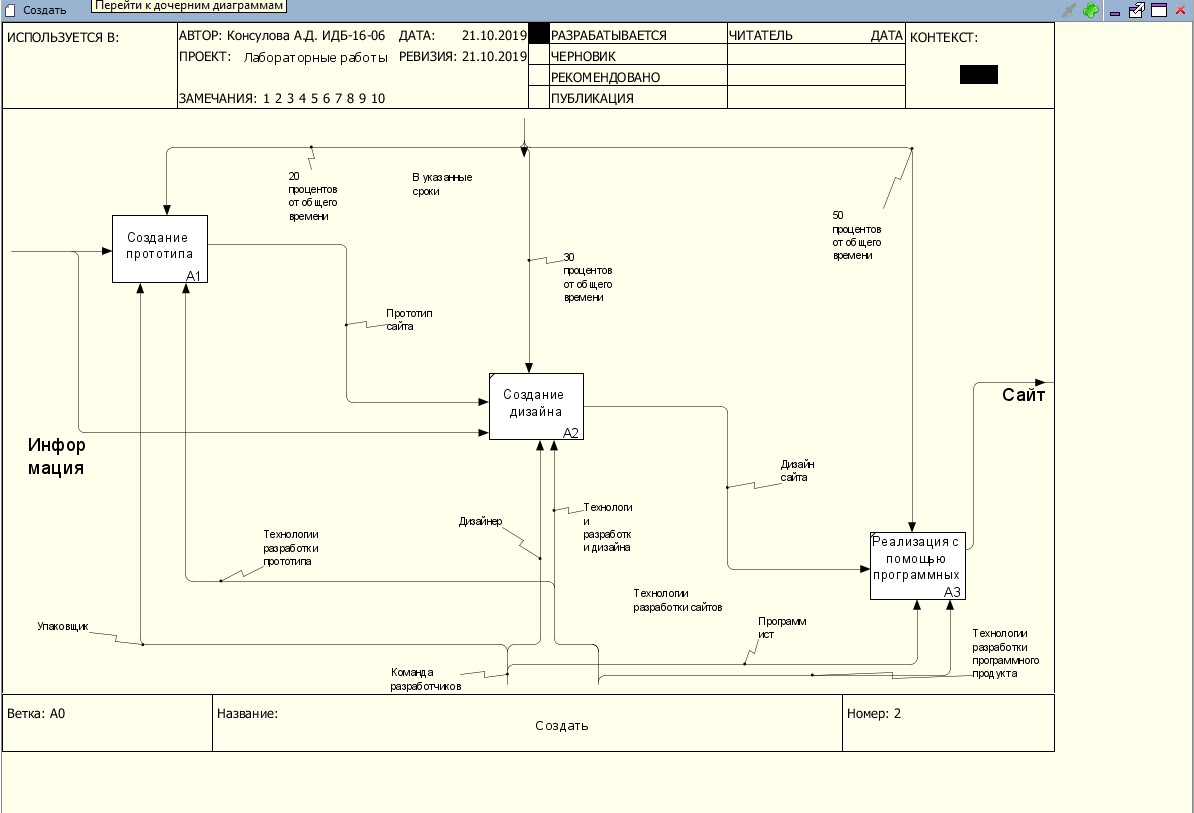 Создать
Перейти к дочерним диаграммам
ИСПОЛЬЗУЕТСЯ В:
АВТОР: Консулова А.Д. ИДБ-16-06
ДАТА: 21.10.2019
РАЗРАБАТЫВАЕТСЯ
ЧИТАТЕЛЬ
ДАТА
КОНТЕКСТ:
ПРОЕКТ: Лабораторные работы
РЕВИЗИЯ: 21.10.2019
ЧЕРНОВИК
РЕКОМЕНДОВАНО
ЗАМЕЧАНИЯ: 1 2 3 4 5 6 7 8 9 10
ПУБЛИКАЦИЯ
20
процентов
от общего
времени
В указанные
сроки
50
процентов
от общего
времени
Создание
прототипа
A1
30
процентов
от общего
времени
Прототип
сайта
Создание
дизайна
A2
Сайт
Инфор
мация
Дизайн
сайта
Дизайнер
Технологи
и
разработк
и дизайна
Технологии
разработки
прототипа
Реализация с
помощью
программных
A3
Технологии
разработки сайтов
Упаковщик
Программ
ист
Технологии
разработки
программного
продукта
Команда
разработчиков
Ветка: A0
Название:
Создать
Номер: 2